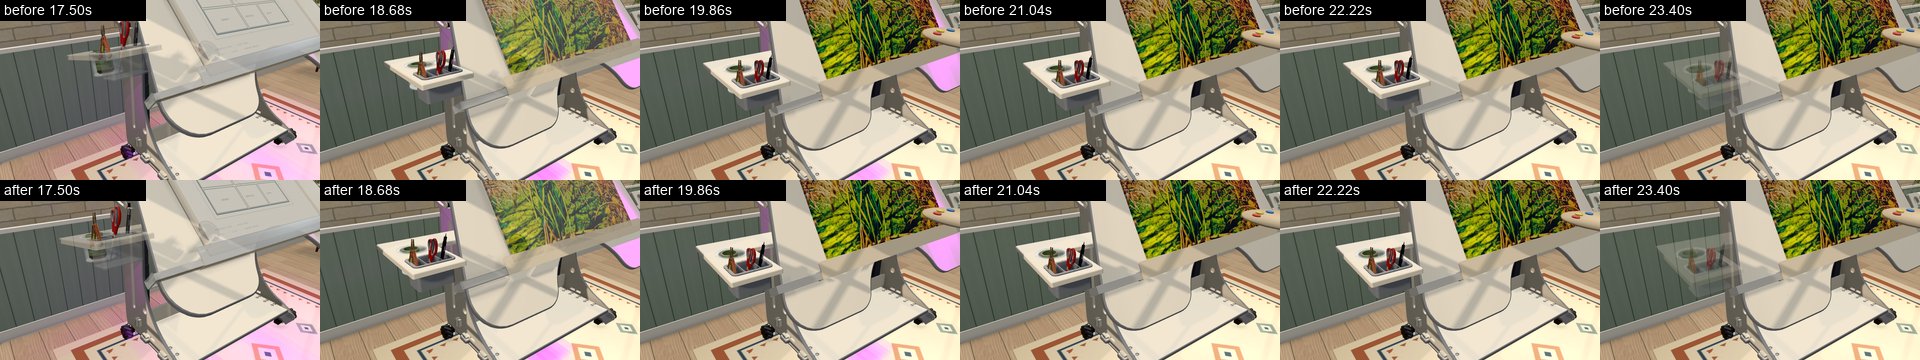 before 17.50s
before 18.68s
before 19.86s
before 21.04s
before 22.22s
before 23.40s
after 17.50s
after 18.68s
after 19.86s
after 21.04s
after 22.22s
after 23.40s